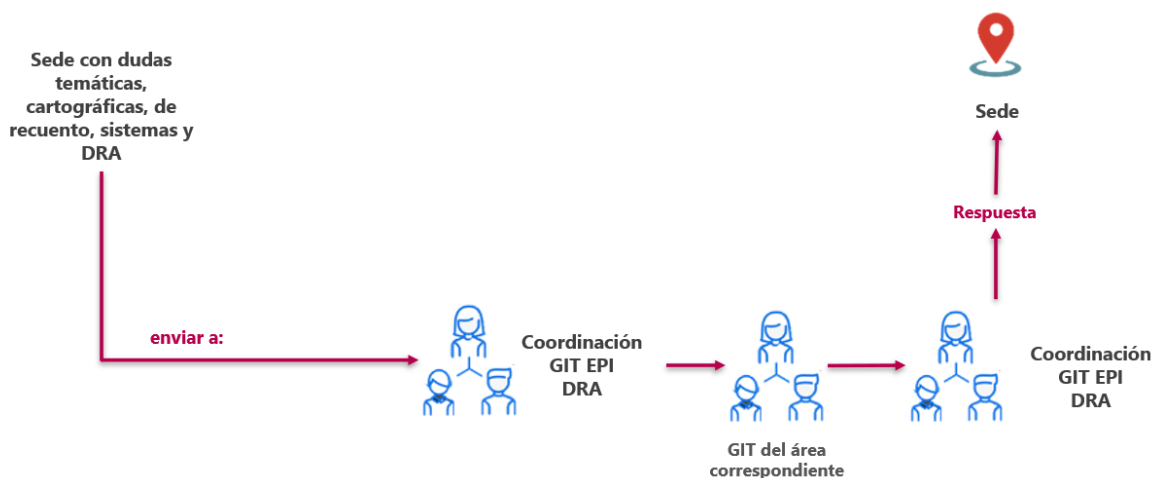 Sede con dudas
temáticas,
cartográficas, de
recuento, sistemas y
DRA
enviar a:
Coordinación
GIT EPI
DRA
GIT del área
correspondiente
Coordinación
GIT EPI
DRA
Respuesta
Sede